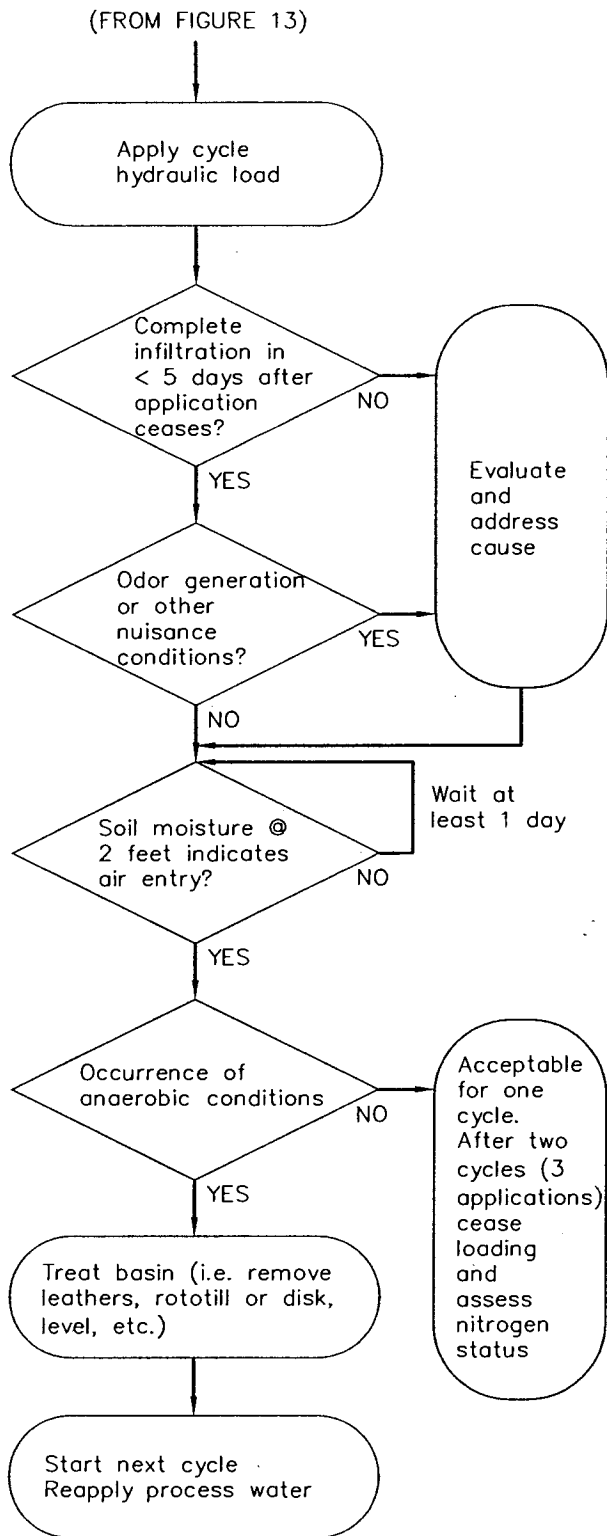 (FROM FIGURE 13)
Apply cycle
hydraulic load
Complete
infiltration in
< 5 days after
application
ceases?
NO
YES
Evaluate
and
address
cause
Odor generation
or other
nuisance
conditions?
YES
NO
Wait at
least 1 day
Soil moisture @
2 feet indicates
air entry?
NO
YES
Occurrence of
anaerobic conditions
NO
YES
Acceptable
for one
cycle.
After two
cycles (3
applications)
cease
loading
and
assess
nitrogen
status
Treat basin (i.e. remove
leathers, rototill or disk,
level, etc.)
Start next cycle
Reapply process water